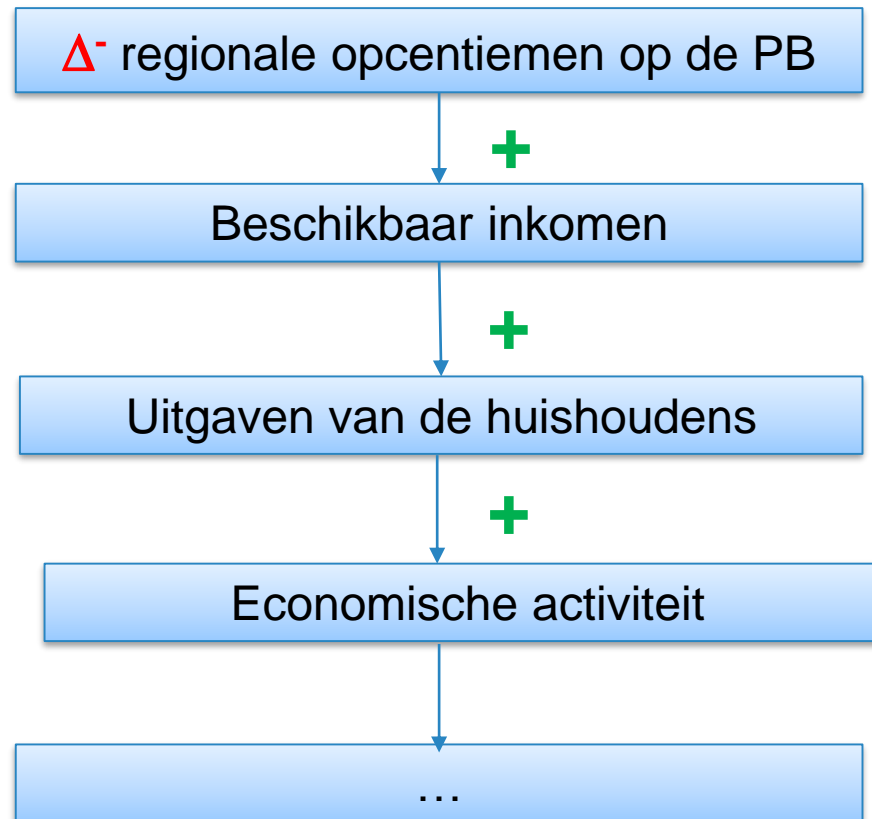 Δ- regionale opcentiemen op de PB
+
Beschikbaar inkomen
+
Uitgaven van de huishoudens
+
Economische activiteit
…